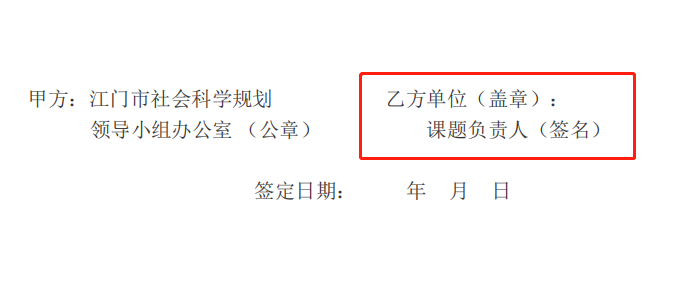 甲方：江门市社会科学规划 乙方单位（盖章）：
领导小组办公室 （公章） 课题负责人（签名）
签定日期： 年 月 日